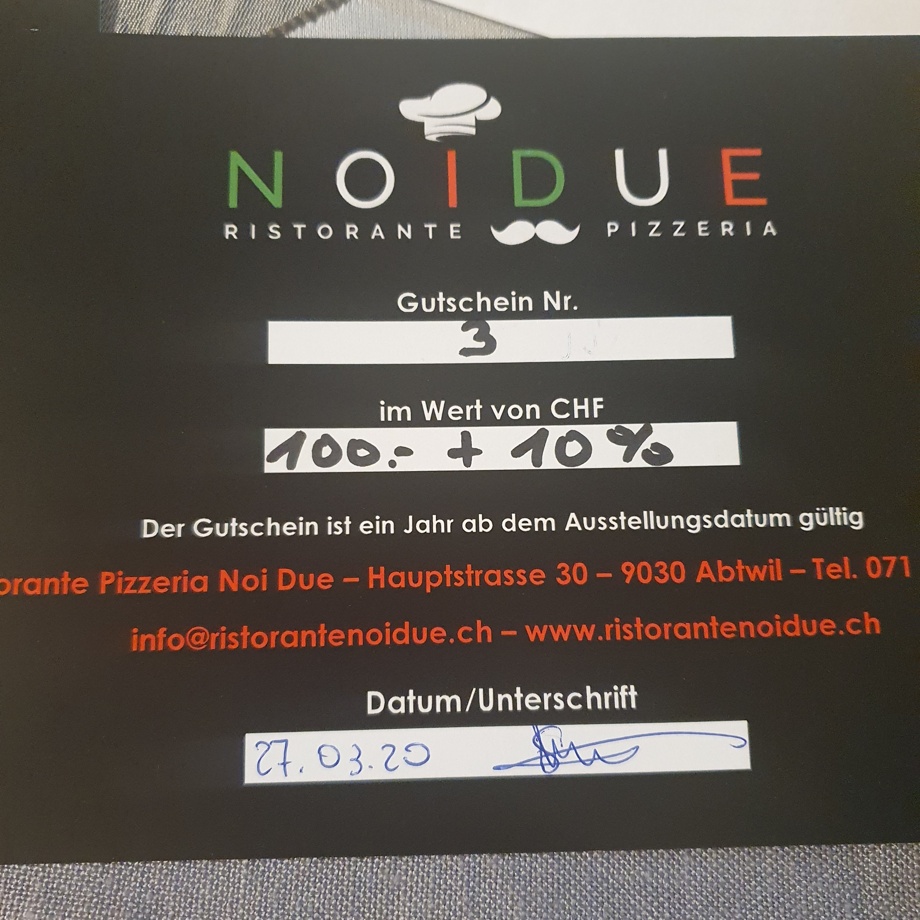 NOIDUE
RISTORANTE PIZZERIA
Gutschein Nr.
3
im Wert von CHF
100.- + 10%
Der Gutschein ist ein Jahr ab dem Ausstellungsdatum gültig
orante Pizzeria Noi Due – Hauptstrasse 30 – 9030 Abtwil – Tel. 071
info@ristorantenoidue.ch – www.ristorantenoidue.ch
Datum/Unterschrift
27.03.20